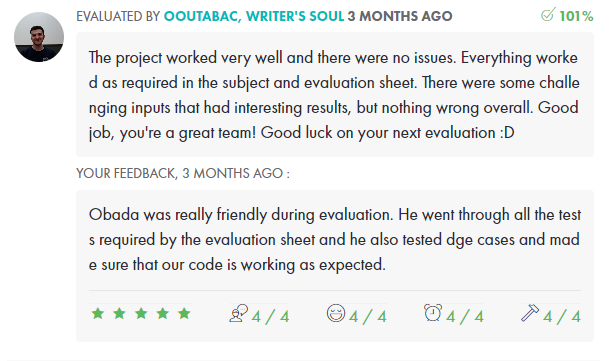 EVALUATED BY OOUTABAC, WRITER'S SOUL 3 MONTHS AGO 101%
The project worked very well and there were no issues. Everything worke
d as required in the subject and evaluation sheet. There were some challe
nging inputs that had interesting results, but nothing wrong overall. Good
job, you're a great team! Good luck on your next evaluation :D
YOUR FEEDBACK, 3 MONTHS AGO :
Obada was really friendly during evaluation. He went through all the test
s required by the evaluation sheet and he also tested dge cases and mad
e sure that our code is working as expected.
4 / 4 4 / 4 4 / 4 4 / 4